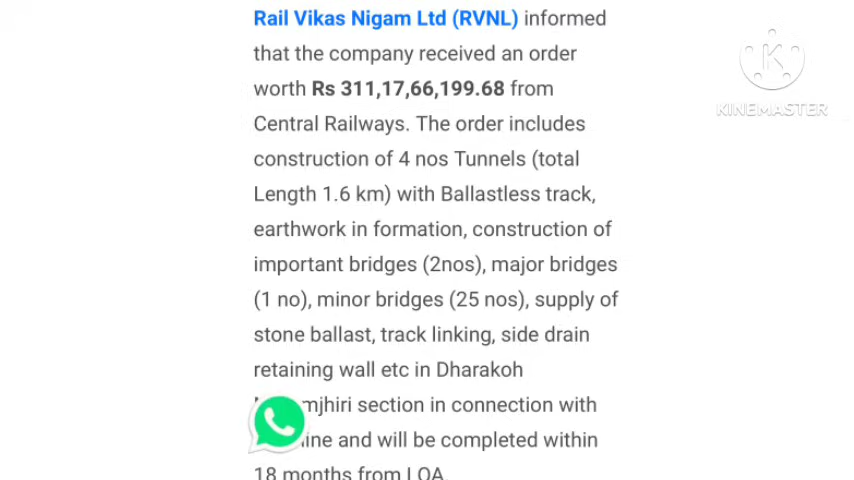 Rail Vikas Nigam Ltd (RVNL) informed
that the company received an order
worth Rs 311,17,66,199.68 from
Central Railways. The order includes
construction of 4 nos Tunnels (total
Length 1.6 km) with Ballastless track,
earthwork in formation, construction of
important bridges (2nos), major bridges
(1 no), minor bridges (25 nos), supply of
stone ballast, track linking, side drain
retaining wall etc in Dharakoh
section in connection with
and will be completed within
18 months from LOA
KINEMASTER